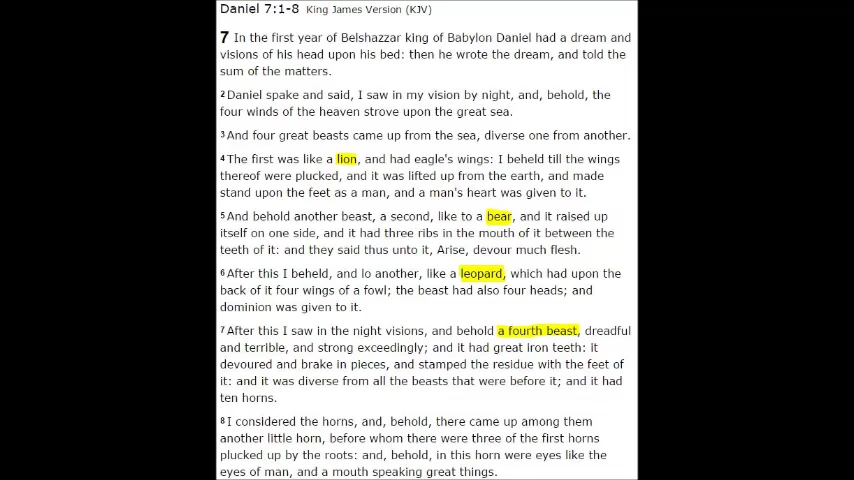 Daniel 7:1-8 King James Version (KJV)
7 In the first year of Belshazzar king of Babylon Daniel had a dream and
visions of his head upon his bed: then he wrote the dream, and told the
sum of the matters.
2 Daniel spake and said, I saw in my vision by night, and, behold, the
four winds of the heaven strove upon the great sea.
3 And four great beasts came up from the sea, diverse one from another.
4 The first was like a lion, and had eagle's wings: I beheld till the wings
thereof were plucked, and it was lifted up from the earth, and made
stand upon the feet as a man, and a man's heart was given to it.
5 And behold another beast, a second, like to a bear, and it raised up
itself on one side, and it had three ribs in the mouth of it between the
teeth of it: and they said thus unto it, Arise, devour much flesh.
6 After this I beheld, and lo another, like a leopard, which had upon the
back of it four wings of a fowl; the beast had also four heads; and
dominion was given to it.
7 After this I saw in the night visions, and behold a fourth beast, dreadful
and terrible, and strong exceedingly; and it had great iron teeth: it
devoured and brake in pieces, and stamped the residue with the feet of
it: and it was diverse from all the beasts that were before it; and it had
ten horns.
8 I considered the horns, and, behold, there came up among them
another little horn, before whom there were three of the first horns
plucked up by the roots: and, behold, in this horn were eyes like the
eyes of man, and a mouth speaking great things.